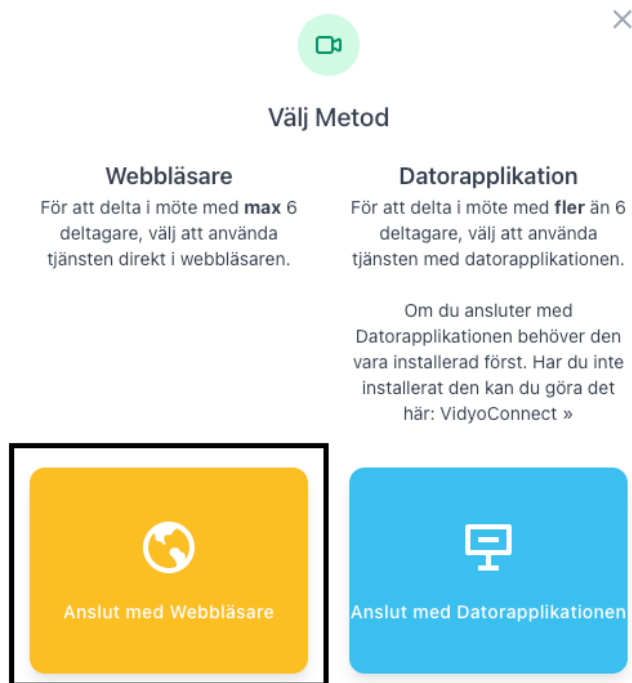 Välj Metod
Webbläsare
För att delta i möte med max 6
deltagare, välj att använda
tjänsten direkt i webbläsaren.
Datorapplikation
För att delta i möte med fler än 6
deltagare, välj att använda
tjänsten med datorapplikationen.
Om du ansluter med
Datorapplikationen behöver den
vara installerad först. Har du inte
installerat den kan du göra det
här: VidyoConnect »
Anslut med Webbläsare
Anslut med Datorapplikationen